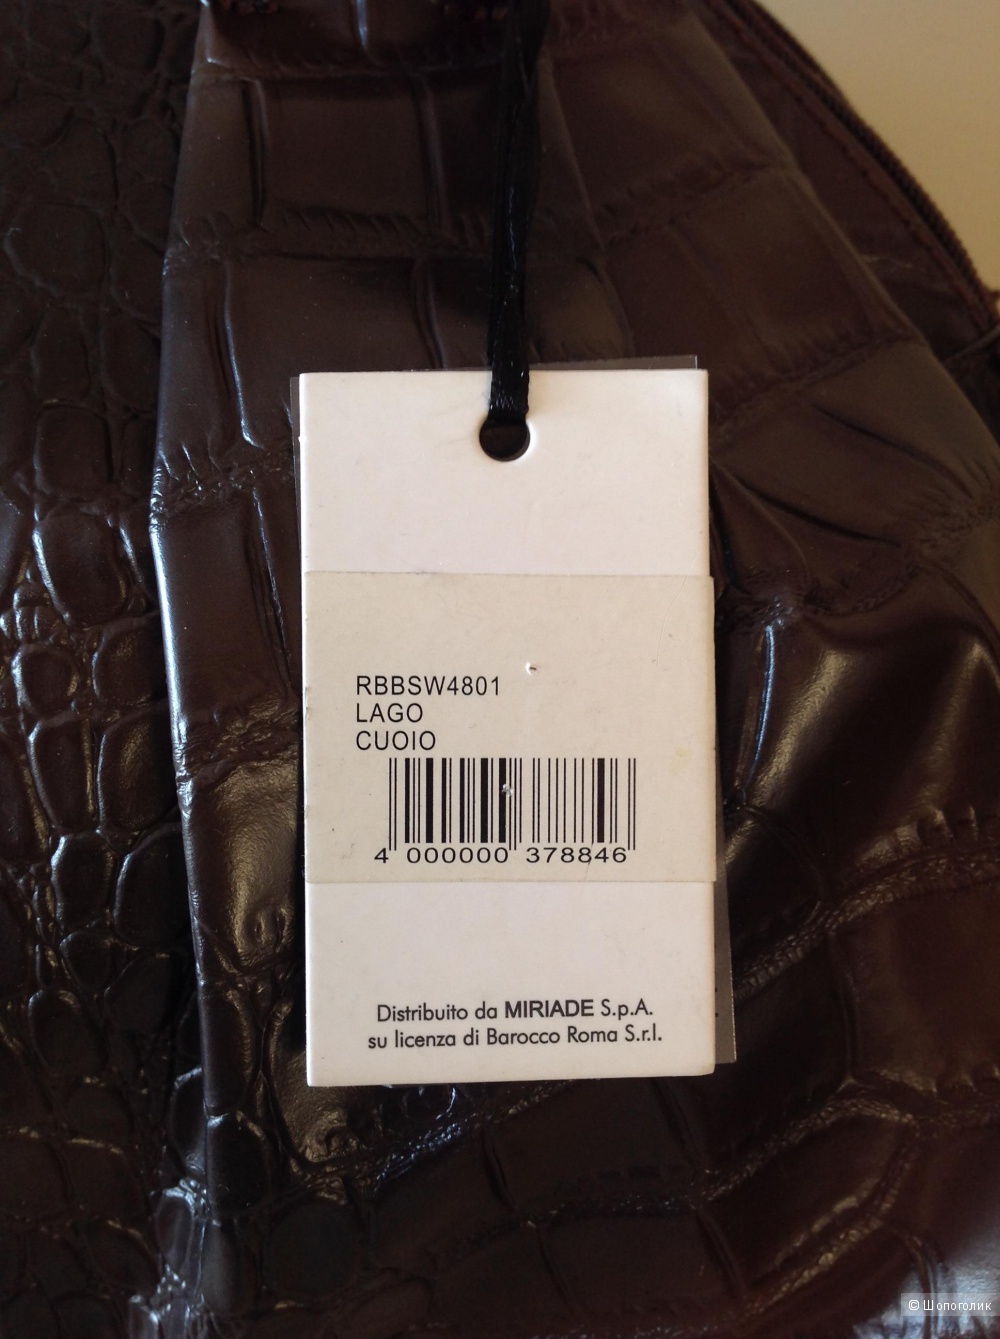 RBBSW4801
LAGO
CUOIO
4 000000 378846
Distribuito da MIRIADE S.p.A.
su licenza di Barocco Roma S.r.l.
© Шопоголик